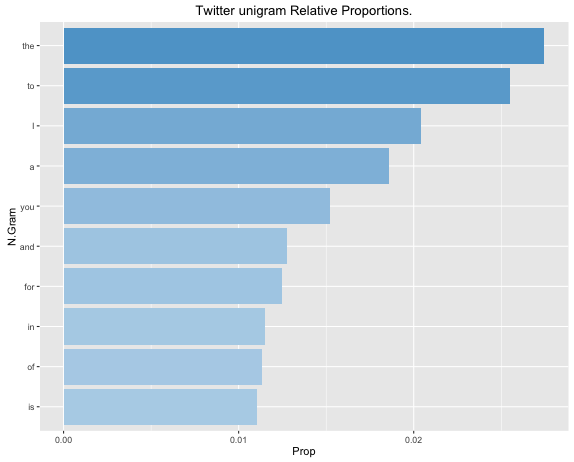 Twitter unigram Relative Proportions.
N.Gram
the
to
I
a
you
and
for
in
of
is
0.00 0.01 0.02
Prop